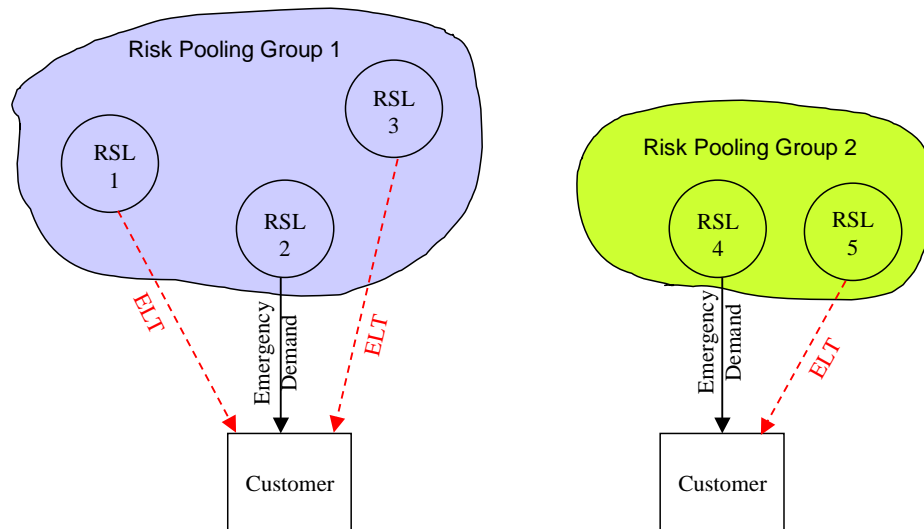 Risk Pooling Group 1
RSL
1
RSL
2
RSL
3
ELT
Emergency
Demand
ELT
Customer
Risk Pooling Group 2
RSL
4
RSL
5
Emergency
Demand
ELT
Customer